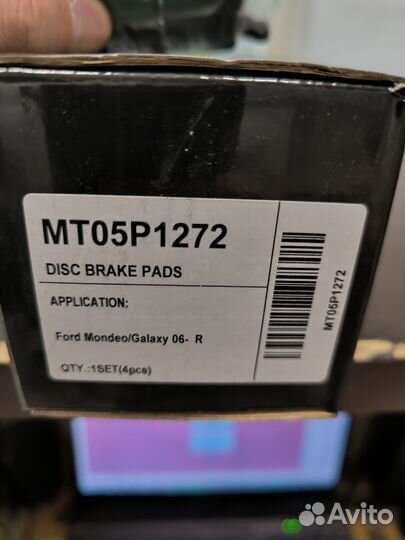 MT05P1272
DISC BRAKE PADS
APPLICATION:
Ford Mondeo/Galaxy 06- R
QTY.:1SET(4pcs)
MT05P1272
Avito